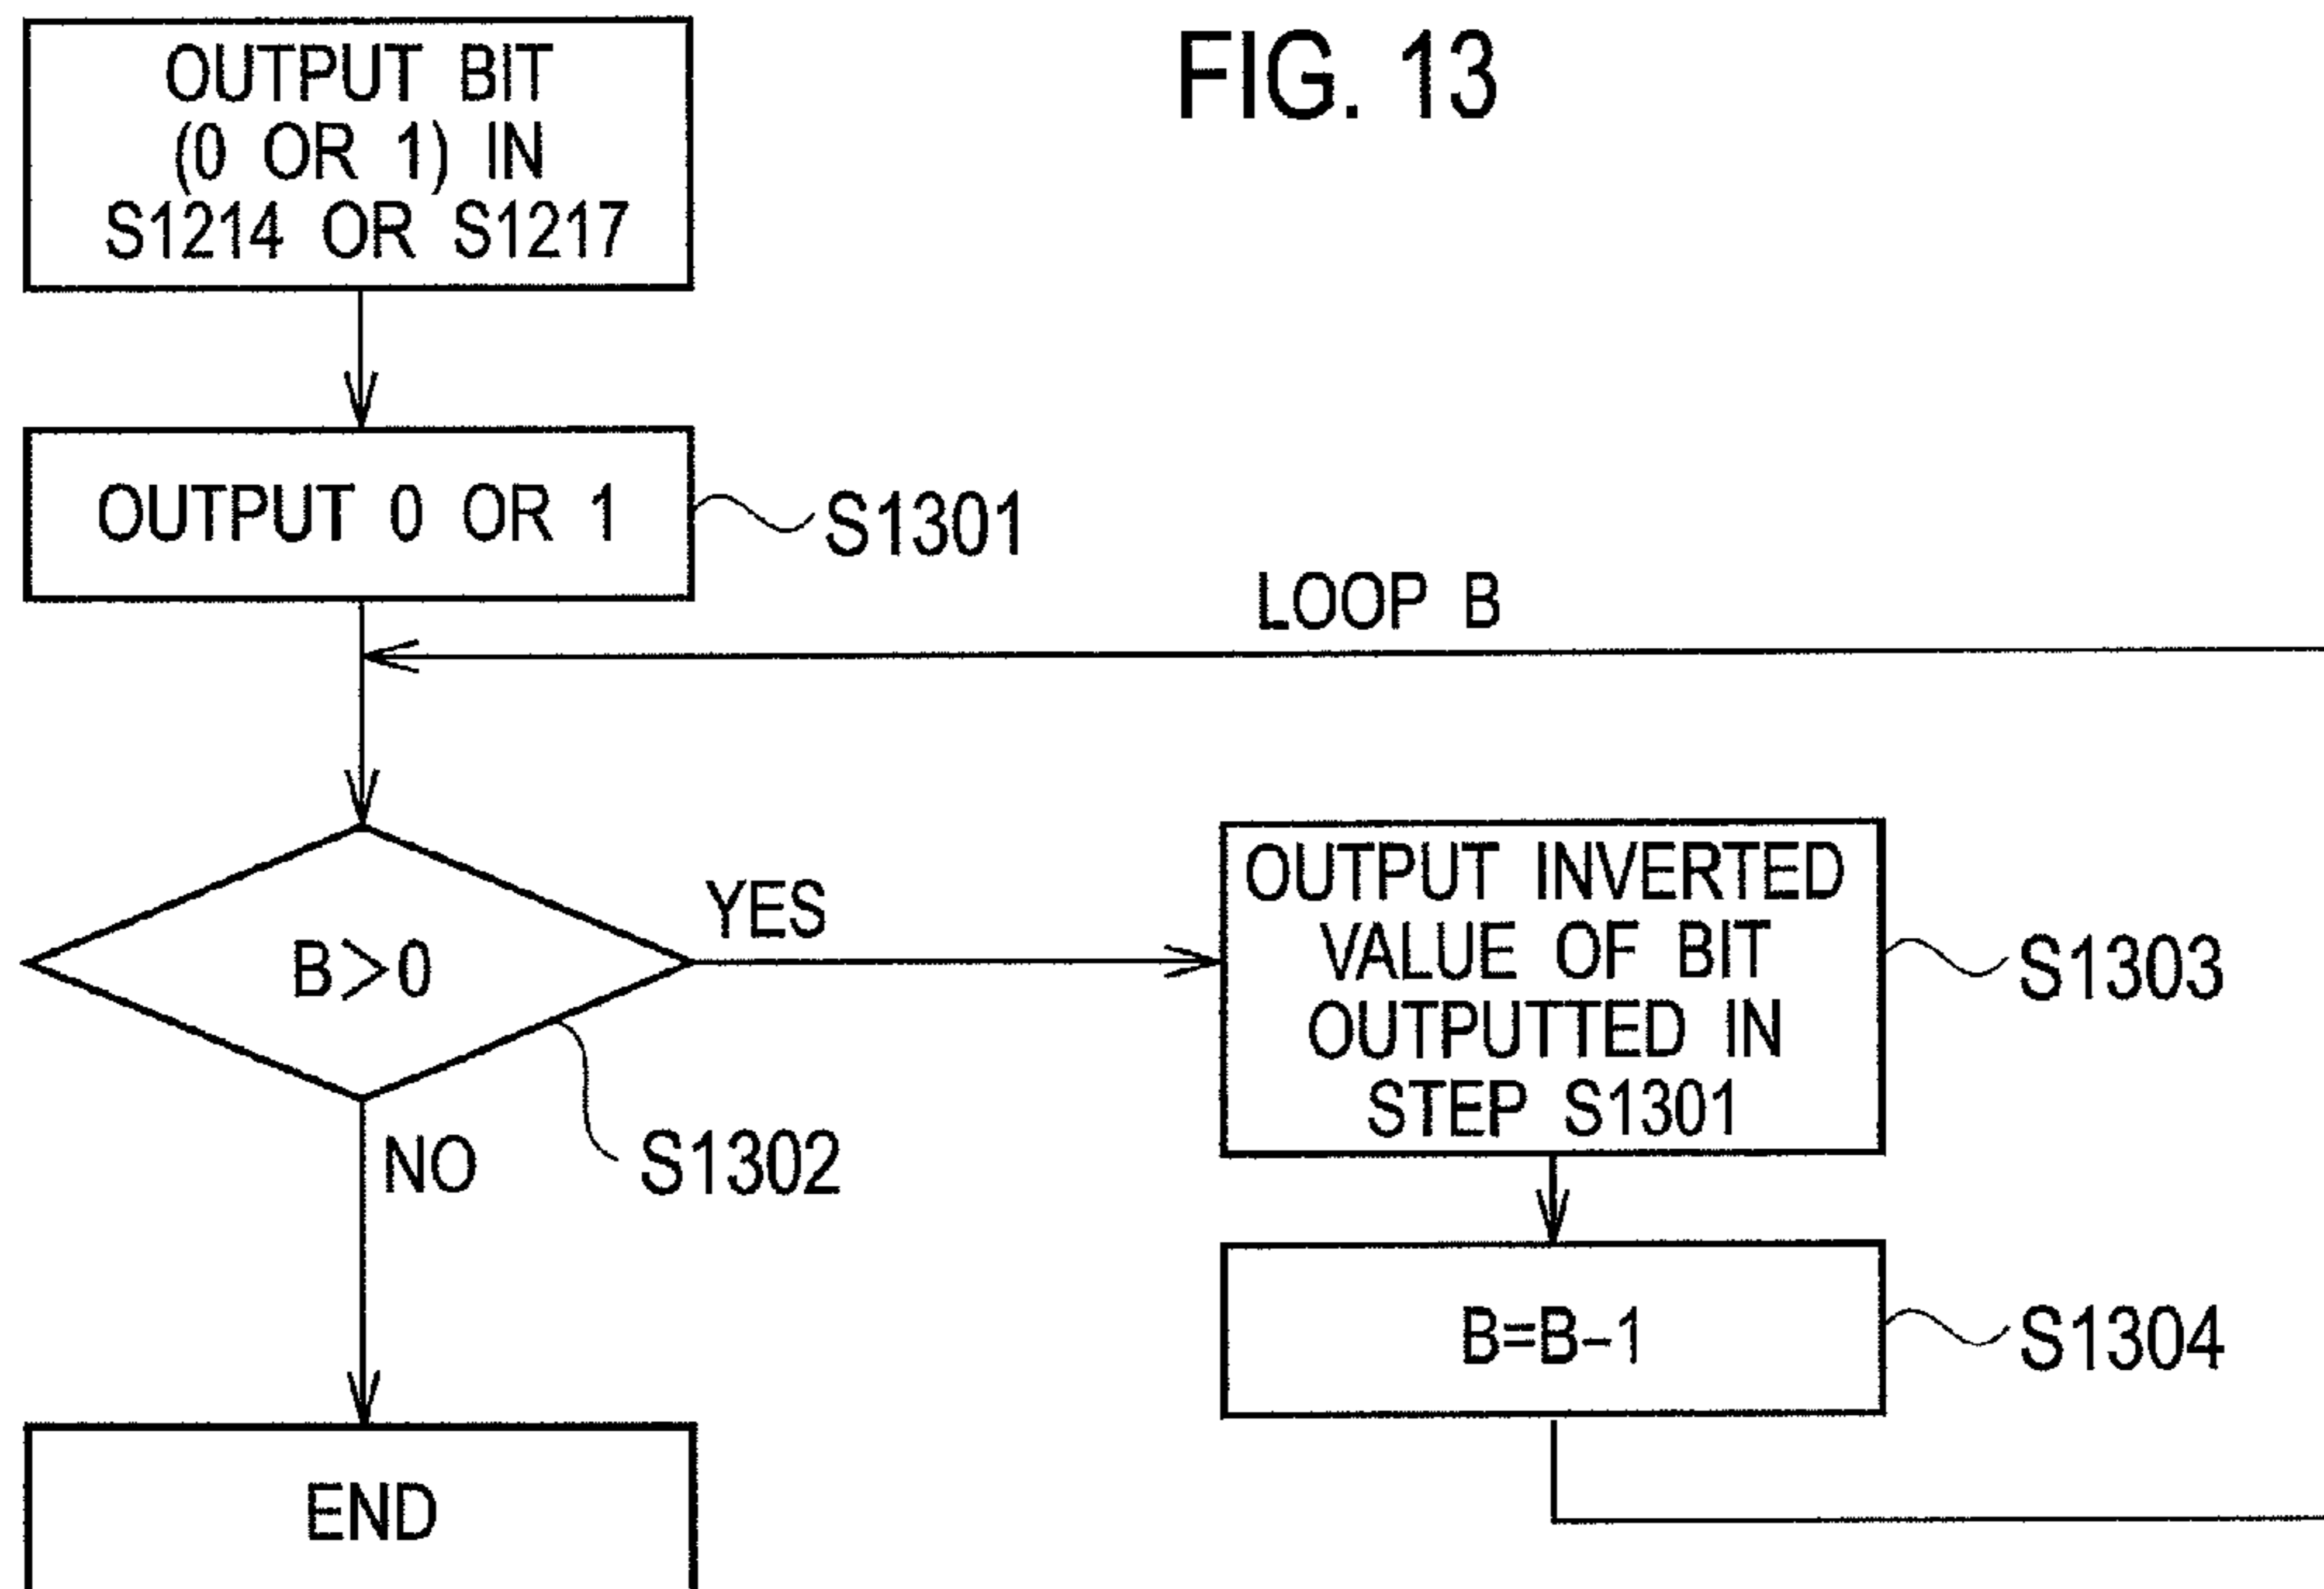 FIG. 13
OUTPUT BIT
(0 OR 1) IN
S1214 OR S1217
OUTPUT 0 OR 1
S1301
LOOP B
B>0
YES
NO
S1302
OUTPUT INVERTED
VALUE OF BIT
OUTPUTTED IN
STEP S1301
S1303
B=B-1
S1304
END